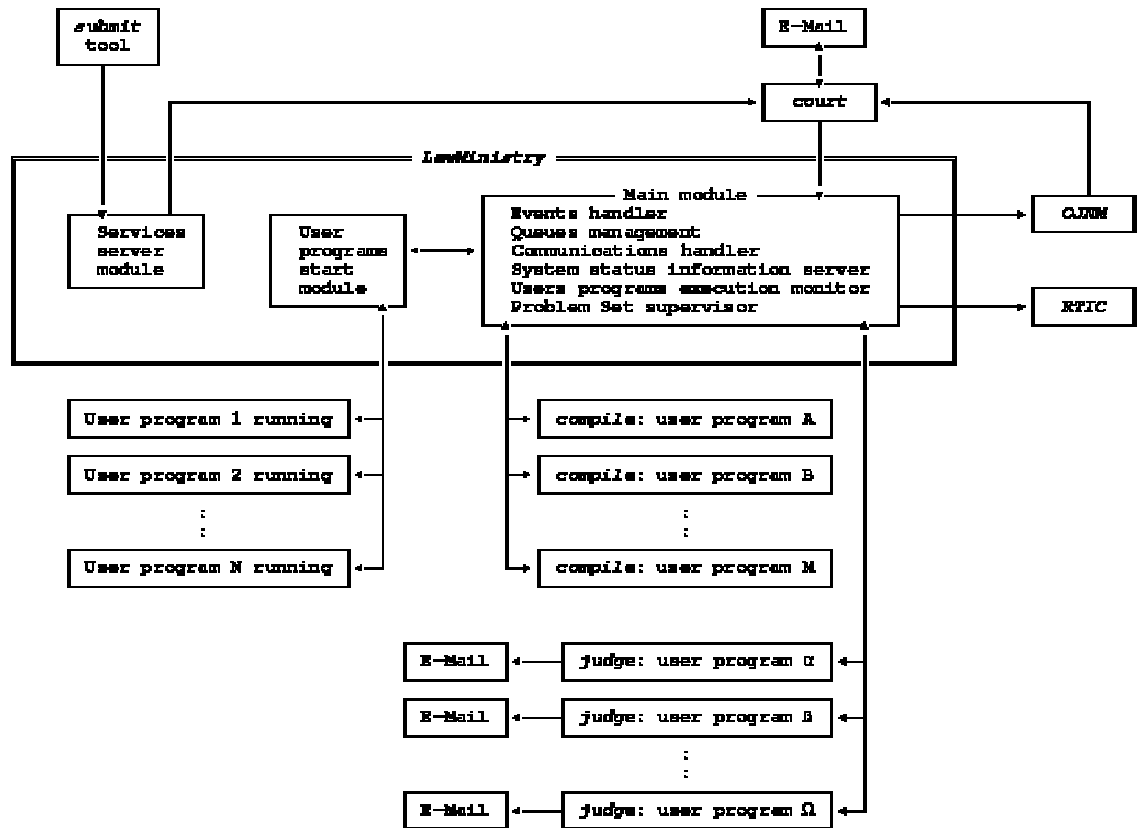 submit
tool
E-Mail
court
LawMinistry
Services
server
module
User
programs
start
module
Main module
Events handler
Queues management
Communications handler
System status information server
Users programs execution monitor
Problem Set supervisor
OJNM
RTIC
User program 1 running
User program 2 running
:
:
User program N running
compile: user program A
compile: user program B
:
:
compile: user program M
E-Mail
judge: user program α
E-Mail
judge: user program ß
:
:
E-Mail
judge: user program Ω